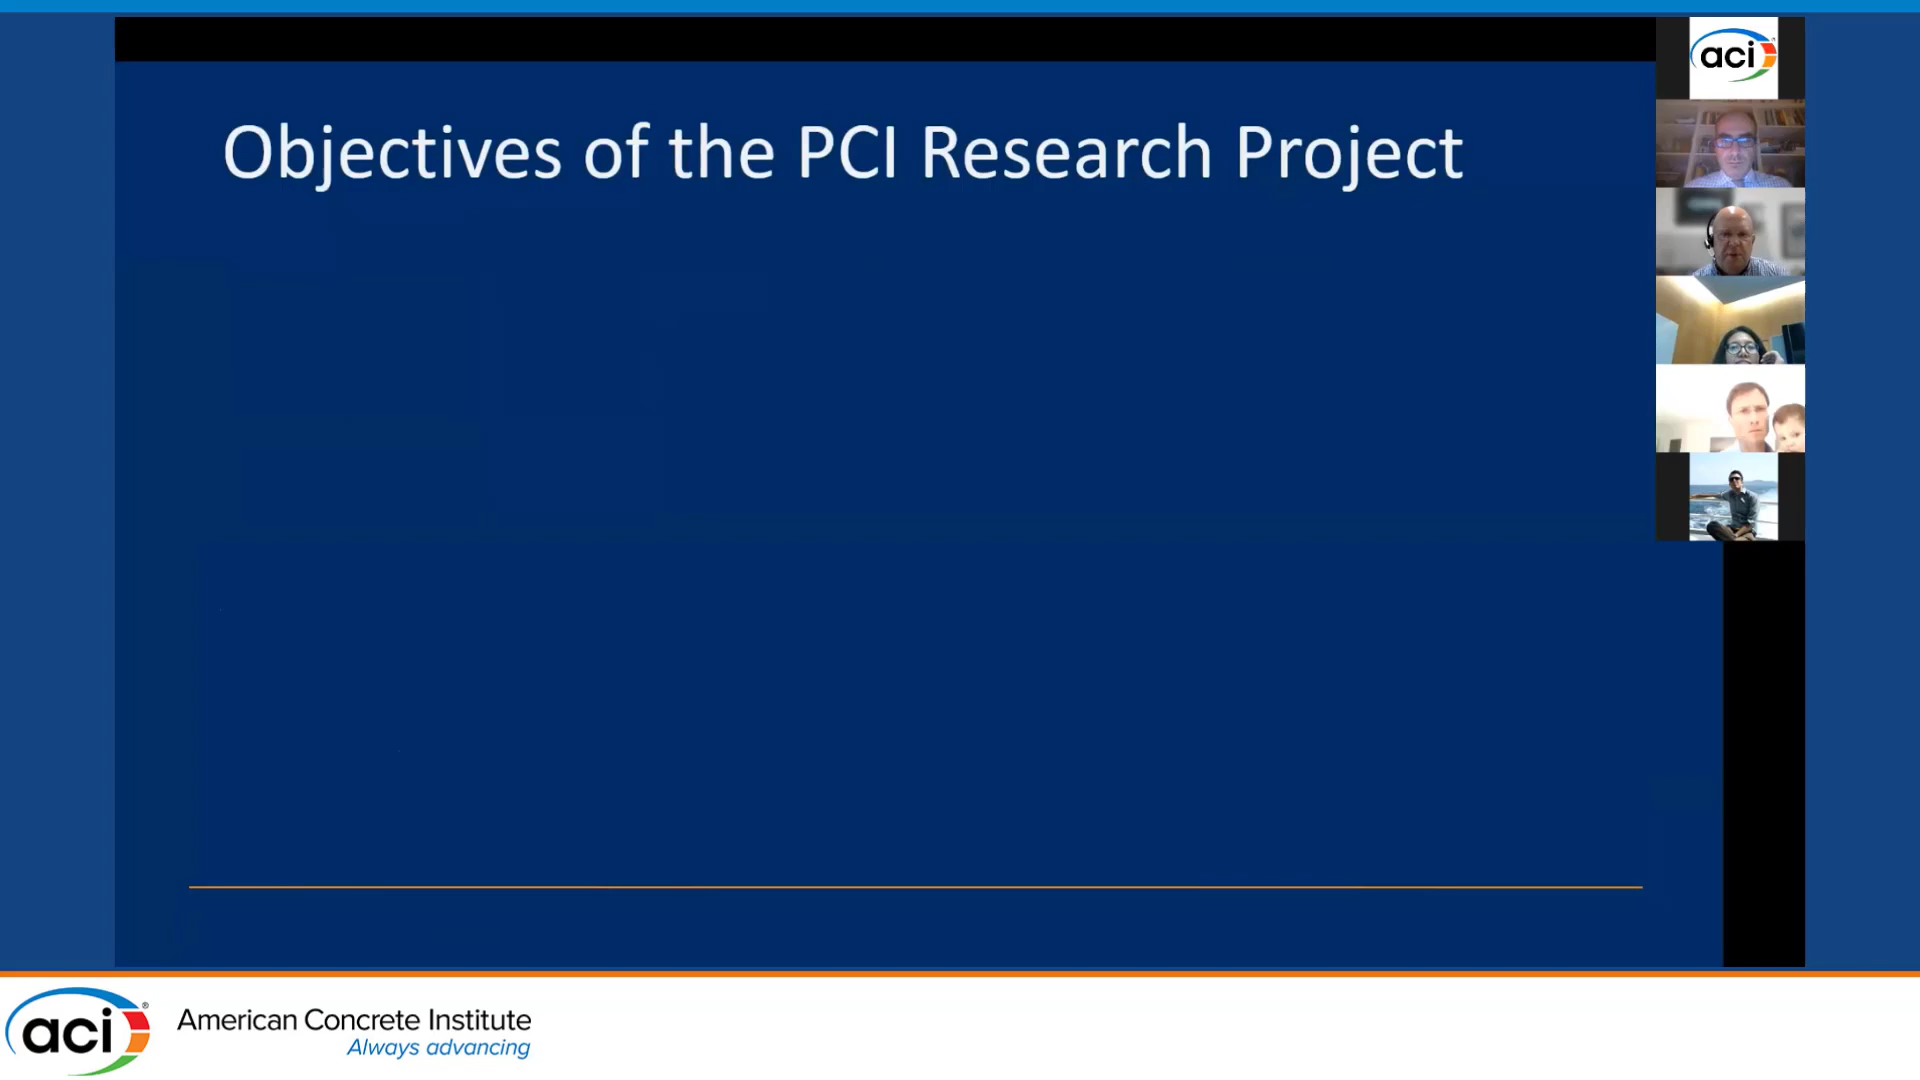 aci
Objectives of the PCI Research Project
aci®
American Concrete Institute
Always advancing